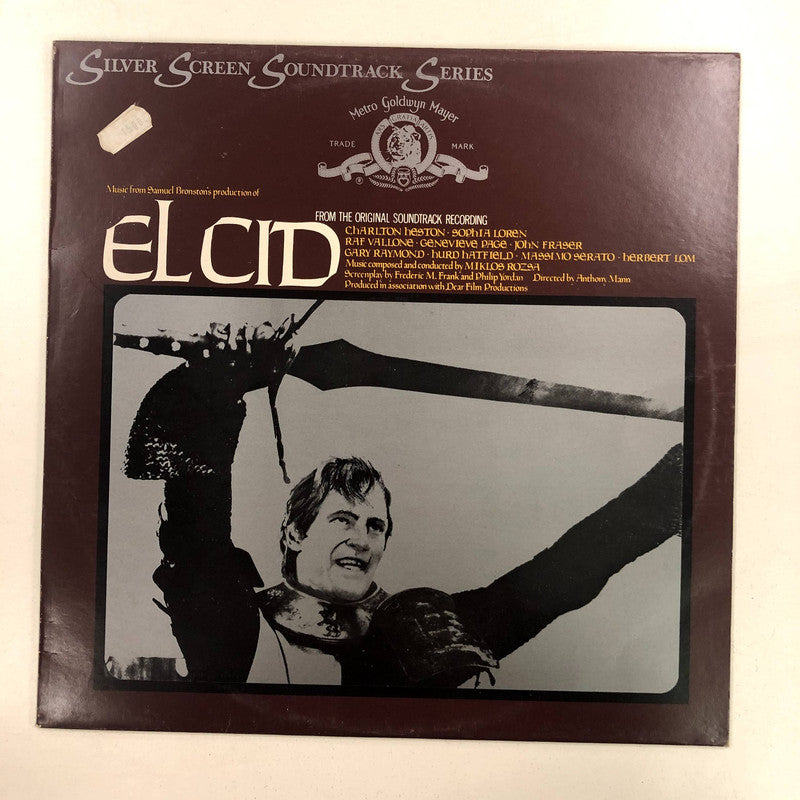 SILVER SCREEN SOUNDTRACK SERIES
Metro Goldwyn Mayer
ARS GRATIA ARTIS
TRADE MARK
®
Music from Samuel Bronston's production of
EL CID
FROM THE ORIGINAL SOUNDTRACK RECORDING
CHARLTON HESTON · SOPHIA LOREN
RAF VALLONE · GENEVIEVE PAGE · JOHN FRASER
GARY RAYMOND · HURD HATFIELD · MASSIMO SERATO · HERBERT LOM
Music composed and conducted by MIKLOS ROZSA
Screenplay by Frederic M. Frank and Philip Yordan Directed by Anthony Mann
Produced in association with Dear Film Productions